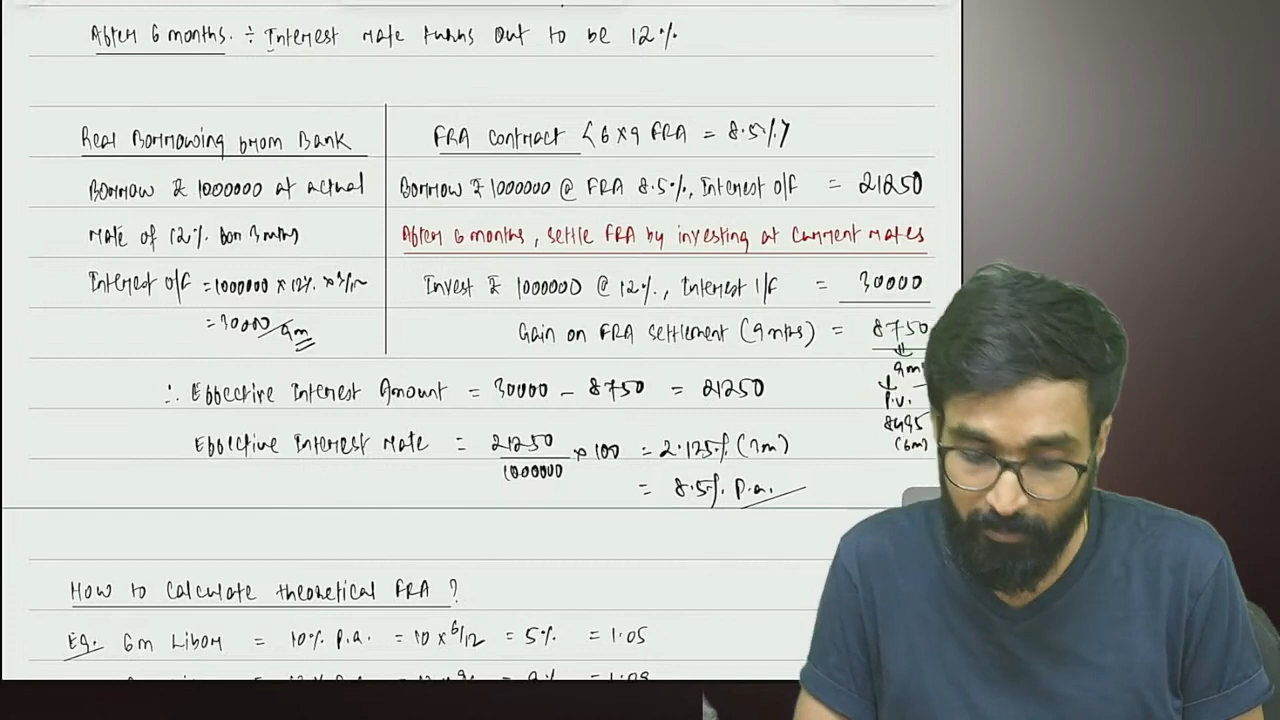 After 6 months ÷ Interest rate turns out to be 12%
Real Borrowing from Bank
Borrow ₹ 1000000 at actual
rate of 12% for 3 mths
Interest o/f = 1000000 × 12% × 3/12
= 30000 9m
FRA contract <6×9 FRA = 8.5%>
Borrow ₹ 1000000 @ FRA 8.5%, Interest o/f = 21250
After 6 months, settle FRA by investing at current rates
Invest ₹ 1000000 @ 12%, Interest i/f = 30000
Gain on FRA settlement (9mths) = 8750
9m
P.V.
8495
(6m)
∴ Effective Interest Amount = 30000 - 8750 = 21250
Effective Interest Rate = 21250/1000000 × 100 = 2.125% (3m)
= 8.5% p.a.
How to calculate theoretical FRA ?
Eg. 6m Libor = 10% p.a. = 10 × 6/12 = 5% = 1.05